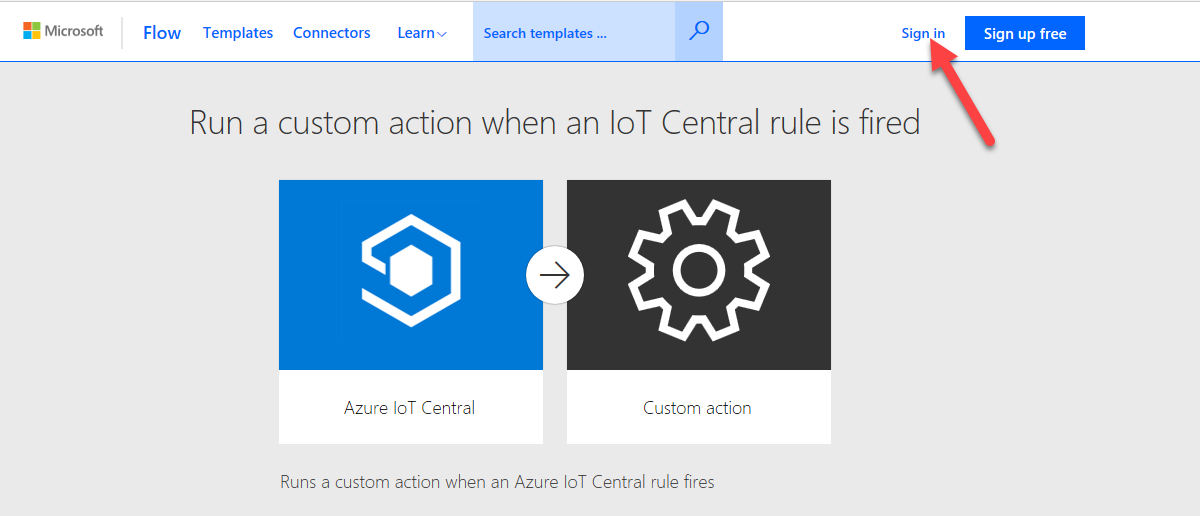 Microsoft Flow Templates Connectors Learn Search templates ... Sign in Sign up free
Run a custom action when an IoT Central rule is fired
Azure IoT Central Custom action
Runs a custom action when an Azure IoT Central rule fires